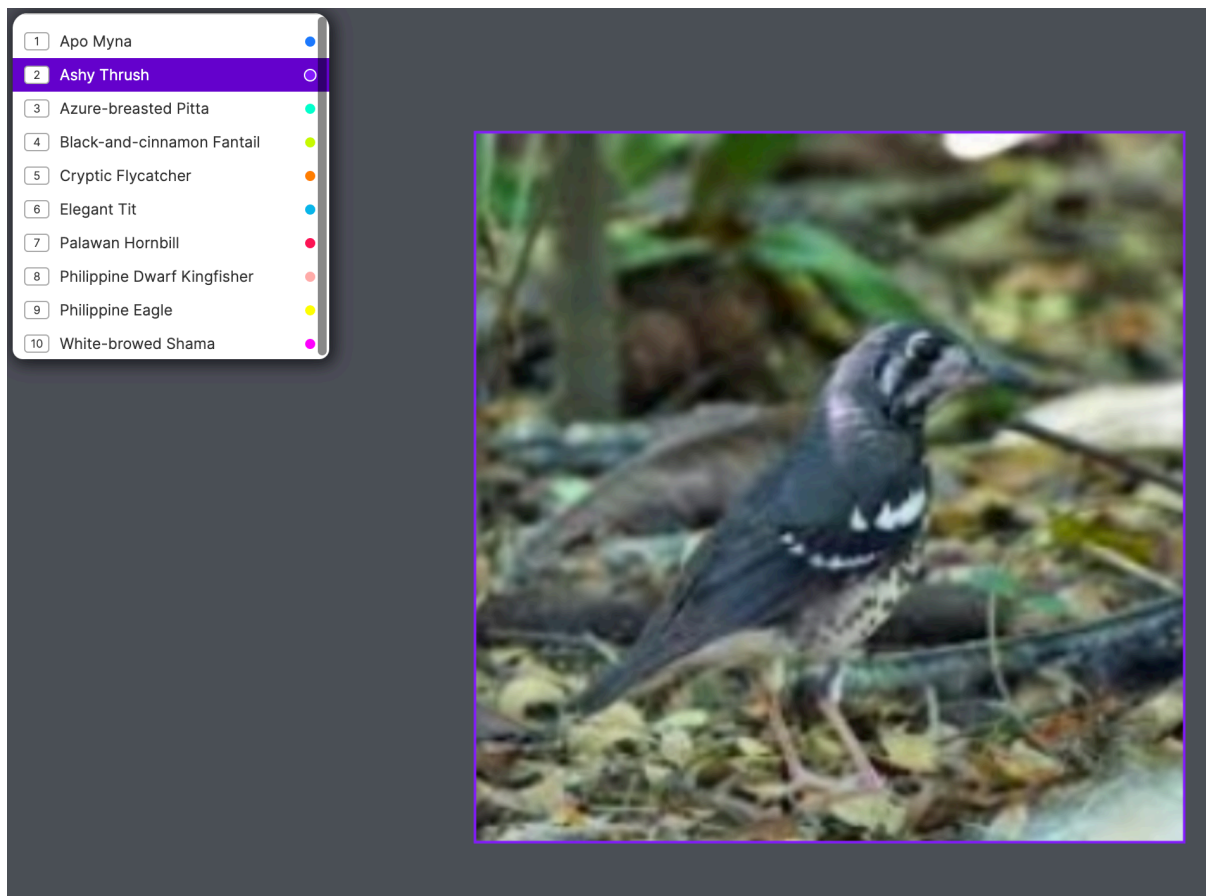 1 Apo Myna
2 Ashy Thrush
3 Azure-breasted Pitta
4 Black-and-cinnamon Fantail
5 Cryptic Flycatcher
6 Elegant Tit
7 Palawan Hornbill
8 Philippine Dwarf Kingfisher
9 Philippine Eagle
10 White-browed Shama